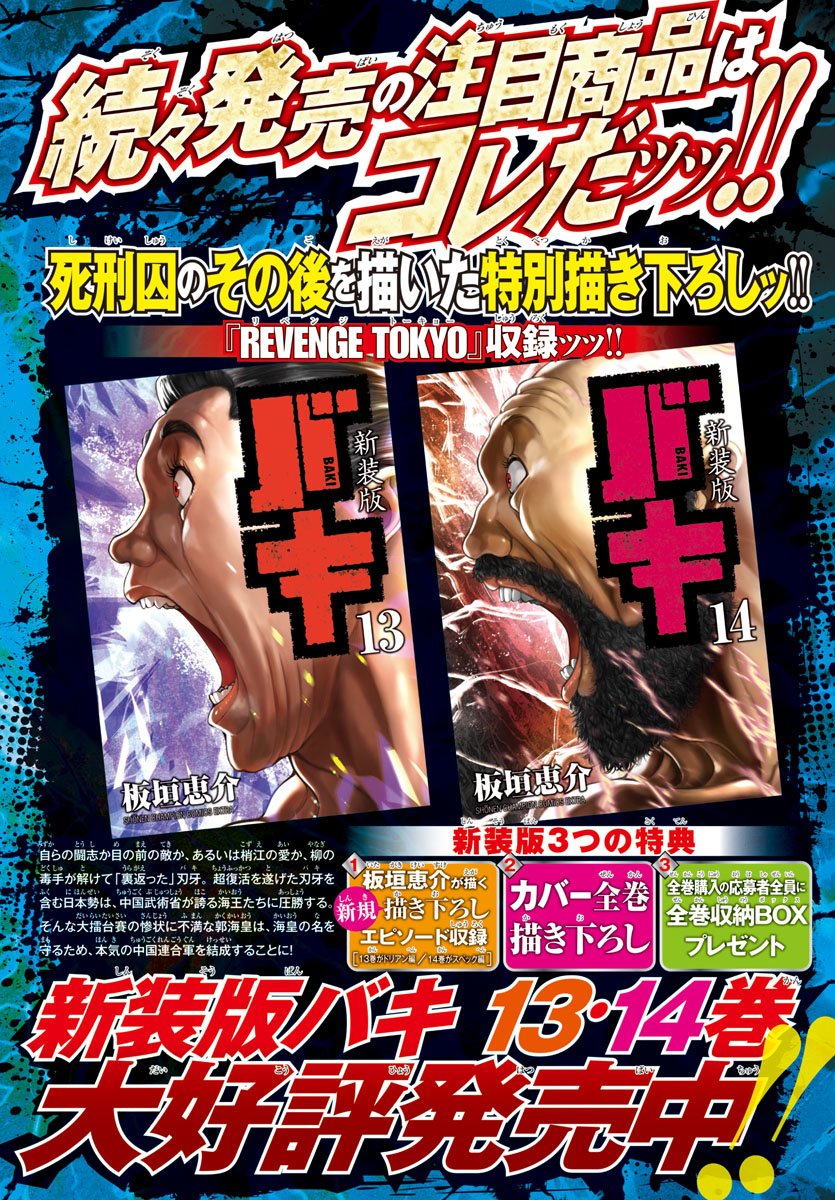 続々発売の注目商品は
コレだッッ!!
死刑囚のその後を描いた特別描き下ろしッ!!
『REVENGE TOKYO』収録ッッ!!
バキ
BAKI
新装版
13
板垣恵介
SHŌNEN CHAMPION COMICS EXTRA
バキ
BAKI
新装版
14
板垣恵介
SHŌNEN CHAMPION COMICS EXTRA
自らの闘志か目の前の敵か、あるいは梢江の愛か、柳の
毒手が解けて「裏返った」刃牙。超復活を遂げた刃牙を
含む日本勢は、中国武術省が誇る海王たちに圧勝する。
そんな大擂台賽の惨状に不満な郭海皇は、海皇の名を
守るため、本気の中国連合軍を結成することに!
新装版3つの特典
1
板垣恵介が描く
新規描き下ろし
エピソード収録
[13巻がドリアン編/14巻がスペック編]
2
カバー全巻
描き下ろし
3
全巻購入の応募者全員に
全巻収納BOX
プレゼント
新装版バキ 13・14巻
大好評発売中!!